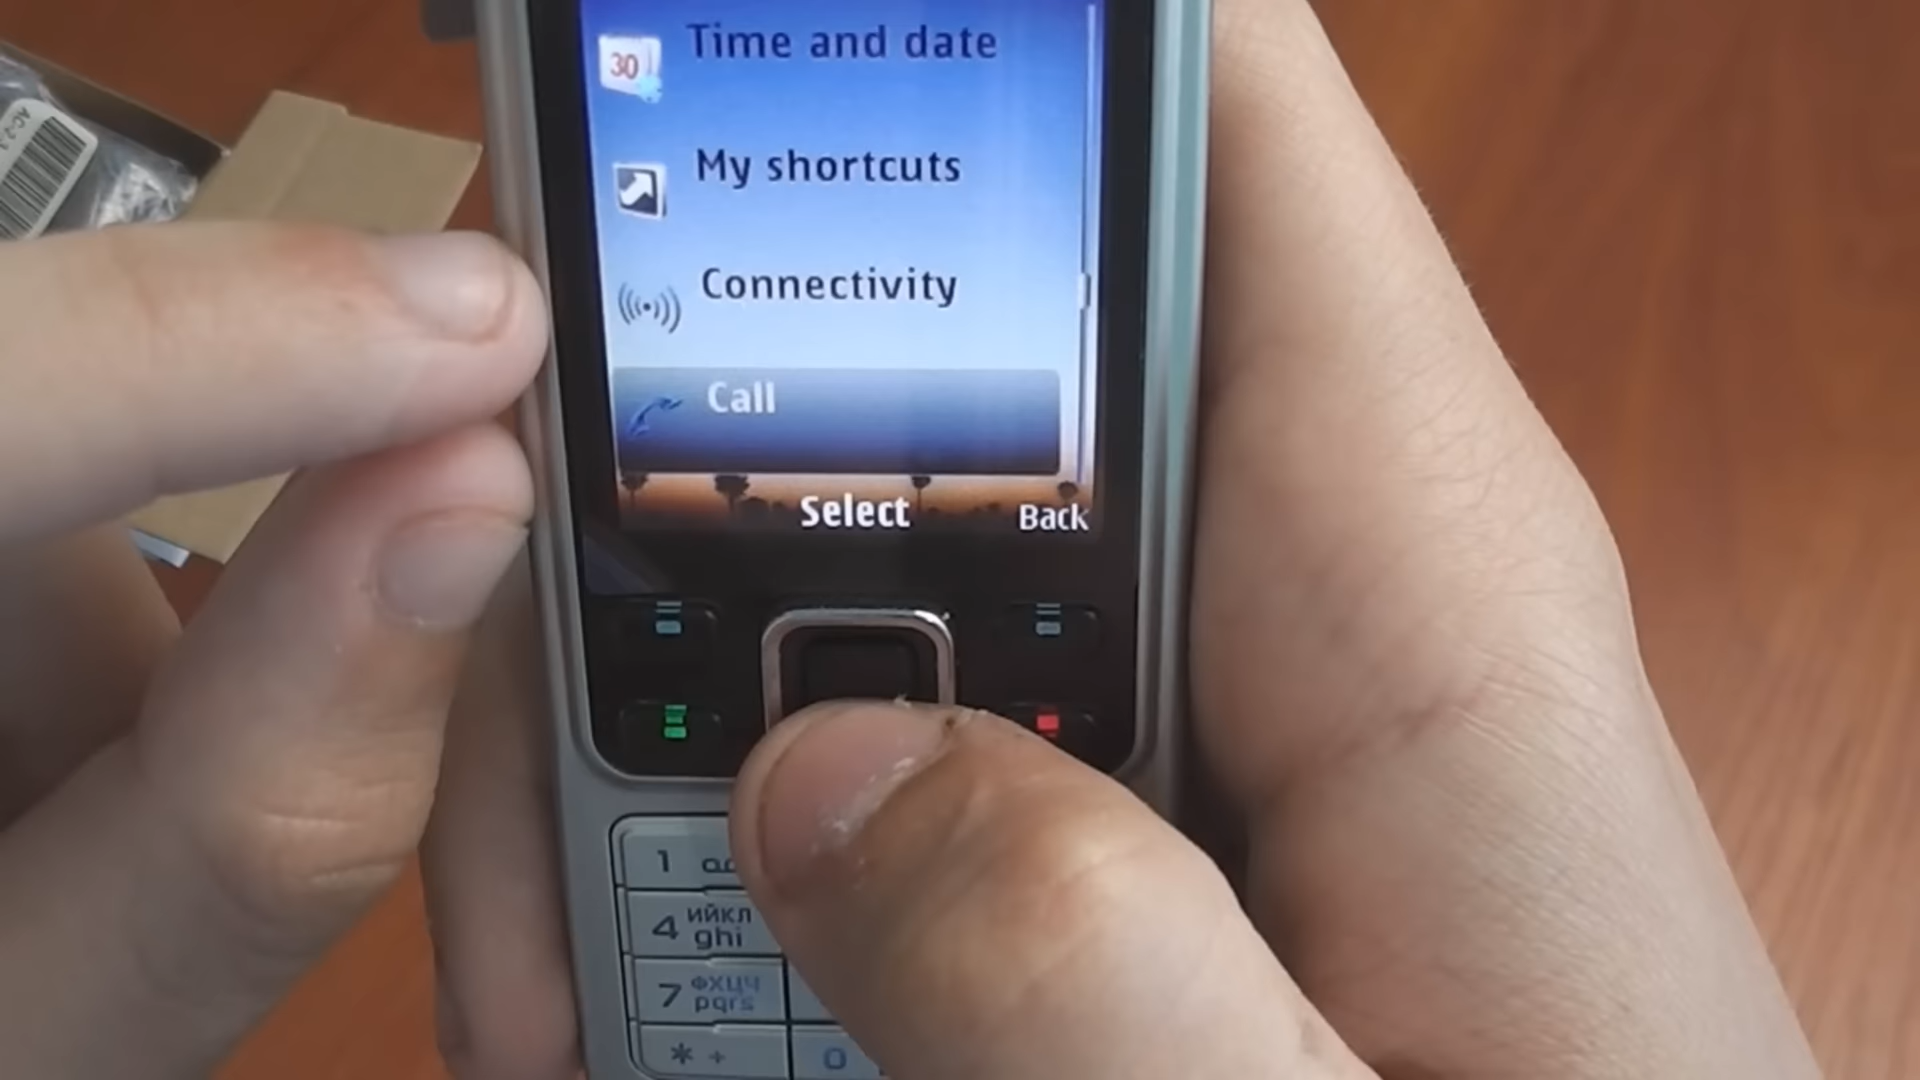 30
Time and date
My shortcuts
Connectivity
Call
Select
Back
1
4 ийкл
ghi
7 фхцч
pqrs
* +
0